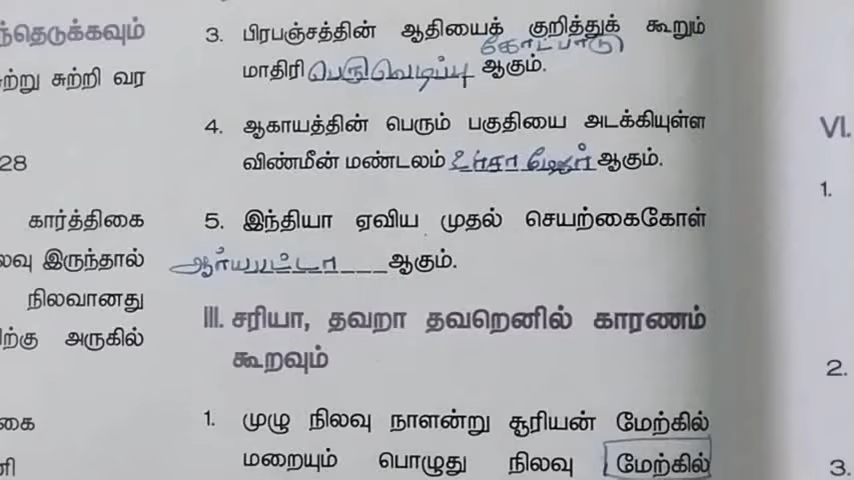 ந்தெடுக்கவும்
சுற்று சுற்றி வர
28
கார்த்திகை
லவு இருந்தால்
நிலவானது
ற்கு அருகில்
கை
னி
3. பிரபஞ்சத்தின் ஆதியைக் குறித்துக் கூறும்
கோட்பாடு
மாதிரி பெருவெடிப்பு ஆகும்.
4. ஆகாயத்தின் பெரும் பகுதியை அடக்கியுள்ள
விண்மீன் மண்டலம் உர்சா மேஜர் ஆகும்.
5. இந்தியா ஏவிய முதல் செயற்கைகோள்
ஆர்யபட்டா ஆகும்.
III. சரியா, தவறா தவறெனில் காரணம்
கூறவும்
1. முழு நிலவு நாளன்று சூரியன் மேற்கில்
மறையும் பொழுது நிலவு மேற்கில்
VI.
1.
2.
3.